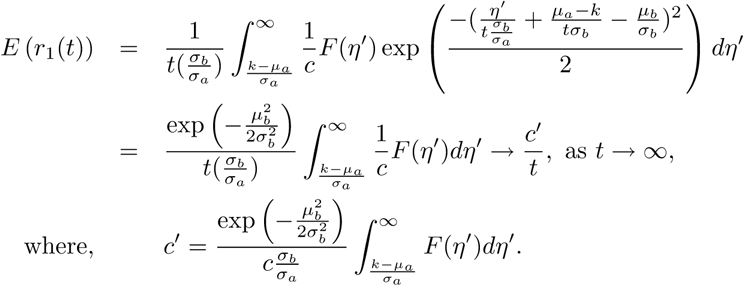 E (r_1(t)) = \frac{1}{t(\frac{\sigma_b}{\sigma_a})} \int_{\frac{k-\mu_a}{\sigma_a}}^{\infty} \frac{1}{c} F(\eta') \exp \left( \frac{-(\frac{\eta'}{t\frac{\sigma_b}{\sigma_a}} + \frac{\mu_a-k}{t\sigma_b} - \frac{\mu_b}{\sigma_b})^2}{2} \right) d\eta'
= \frac{\exp\left(-\frac{\mu_b^2}{2\sigma_b^2}\right)}{t(\frac{\sigma_b}{\sigma_a})} \int_{\frac{k-\mu_a}{\sigma_a}}^{\infty} \frac{1}{c} F(\eta')d\eta' \to \frac{c'}{t}, as t \to \infty,
where, c' = \frac{\exp\left(-\frac{\mu_b^2}{2\sigma_b^2}\right)}{c\frac{\sigma_b}{\sigma_a}} \int_{\frac{k-\mu_a}{\sigma_a}}^{\infty} F(\eta')d\eta'.